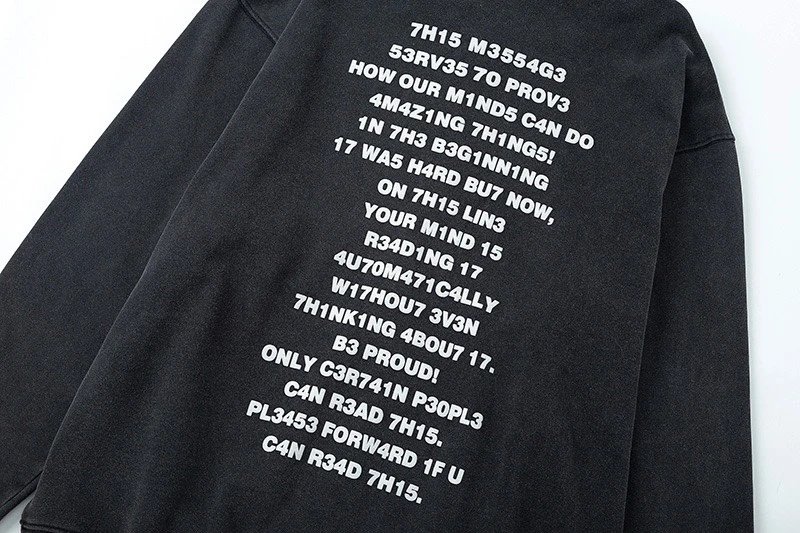 7H15 M3554G3
53RV35 7O PROV3
HOW OUR M1ND5 C4N DO
4M4Z1NG 7H1NG5!
1N 7H3 B3G1NN1NG
17 WA5 H4RD BU7 NOW,
ON 7H15 LIN3
YOUR M1ND 15
R34D1NG 17
4U70M471C4LLY
W17HOU7 3V3N
7H1NK1NG 4BOU7 17.
B3 PROUD!
ONLY C3R741N P30PL3
C4N R3AD 7H15.
PL3453 FORW4RD 1F U
C4N R34D 7H15.